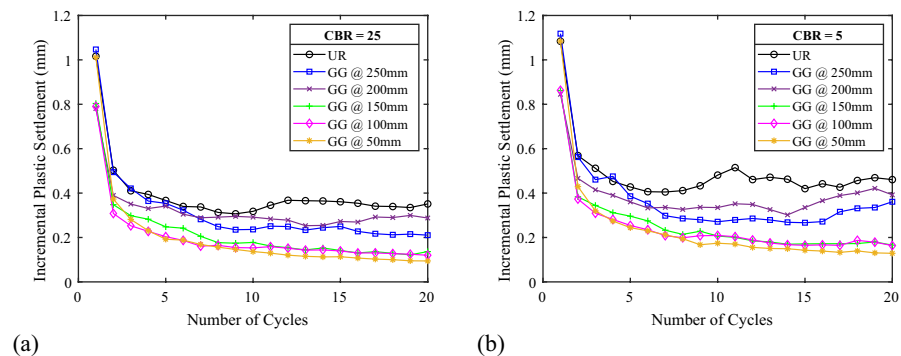 CBR = 25
UR
GG @ 250mm
GG @ 200mm
GG @ 150mm
GG @ 100mm
GG @ 50mm
Incremental Plastic Settlement (mm)
1.2
1
0.8
0.6
0.4
0.2
0
0 5 10 15 20
Number of Cycles
(a)
CBR = 5
UR
GG @ 250mm
GG @ 200mm
GG @ 150mm
GG @ 100mm
GG @ 50mm
Incremental Plastic Settlement (mm)
1.2
1
0.8
0.6
0.4
0.2
0
0 5 10 15 20
Number of Cycles
(b)